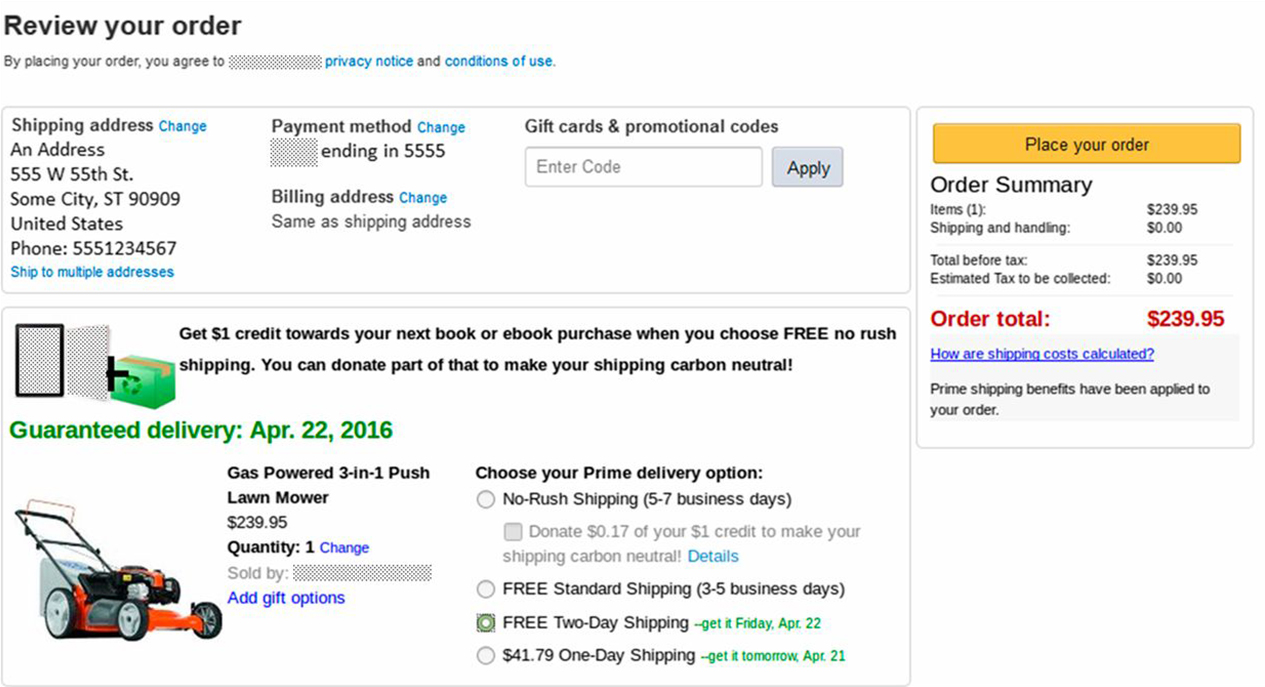 Review your order
By placing your order, you agree to privacy notice and conditions of use.
Shipping address Change
An Address
555 W 55th St.
Some City, ST 90909
United States
Phone: 5551234567
Ship to multiple addresses
Payment method Change
ending in 5555
Billing address Change
Same as shipping address
Gift cards & promotional codes
Enter Code
Apply
Place your order
Order Summary
Items (1): $239.95
Shipping and handling: $0.00
Total before tax: $239.95
Estimated Tax to be collected: $0.00
Order total: $239.95
How are shipping costs calculated?
Prime shipping benefits have been applied to
your order.
Get $1 credit towards your next book or ebook purchase when you choose FREE no rush
shipping. You can donate part of that to make your shipping carbon neutral!
Guaranteed delivery: Apr. 22, 2016
Gas Powered 3-in-1 Push
Lawn Mower
$239.95
Quantity: 1 Change
Sold by:
Add gift options
Choose your Prime delivery option:
No-Rush Shipping (5-7 business days)
Donate $0.17 of your $1 credit to make your
shipping carbon neutral! Details
FREE Standard Shipping (3-5 business days)
FREE Two-Day Shipping --get it Friday, Apr. 22
$41.79 One-Day Shipping --get it tomorrow, Apr. 21